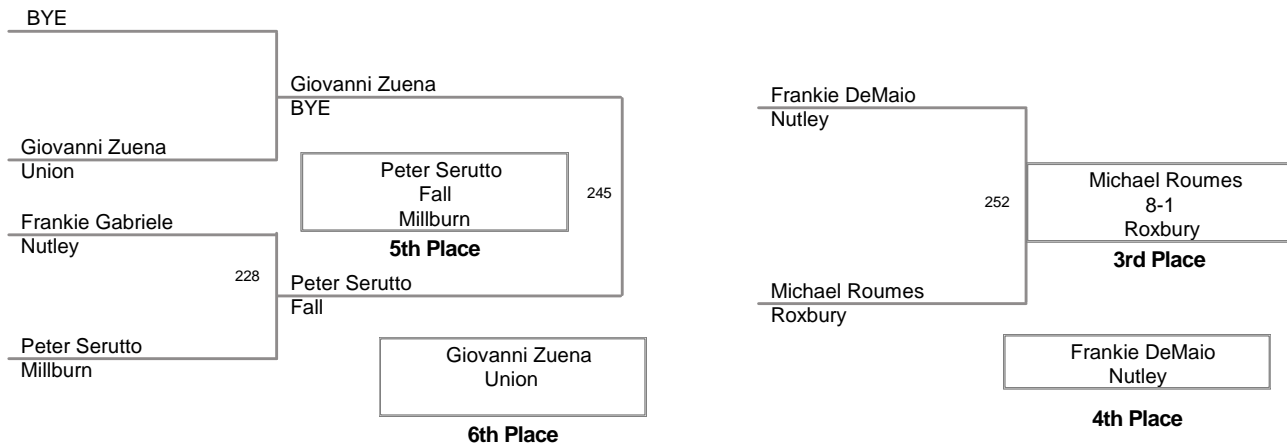 BYE
Giovanni Zuena
BYE
Giovanni Zuena
Union
Peter Serutto
Fall
Millburn
5th Place
245
Frankie Gabriele
Nutley
228
Peter Serutto
Fall
Peter Serutto
Millburn
Giovanni Zuena
Union
6th Place
Frankie DeMaio
Nutley
252
Michael Roumes
8-1
Roxbury
3rd Place
Michael Roumes
Roxbury
Frankie DeMaio
Nutley
4th Place